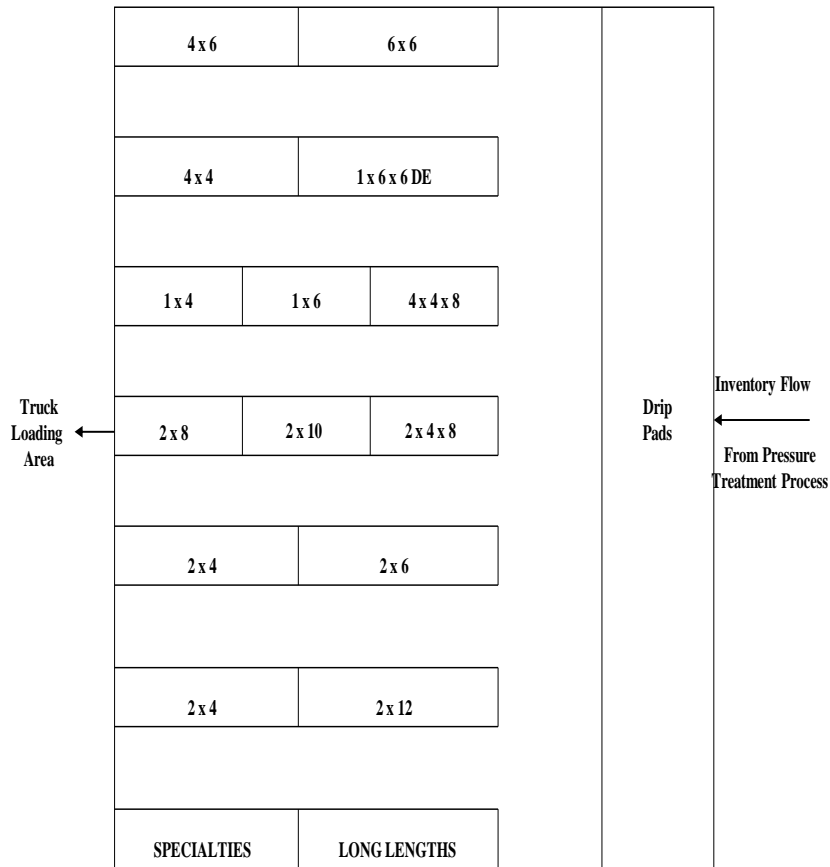 4 x 6
6 x 6
4 x 4
1 x 6 x 6 DE
1 x 4
1 x 6
4 x 4 x 8
Truck
Loading
Area
2 x 8
2 x 10
2 x 4 x 8
Drip
Pads
Inventory Flow
From Pressure
Treatment Process
2 x 4
2 x 6
2 x 4
2 x 12
SPECIALTIES
LONG LENGTHS